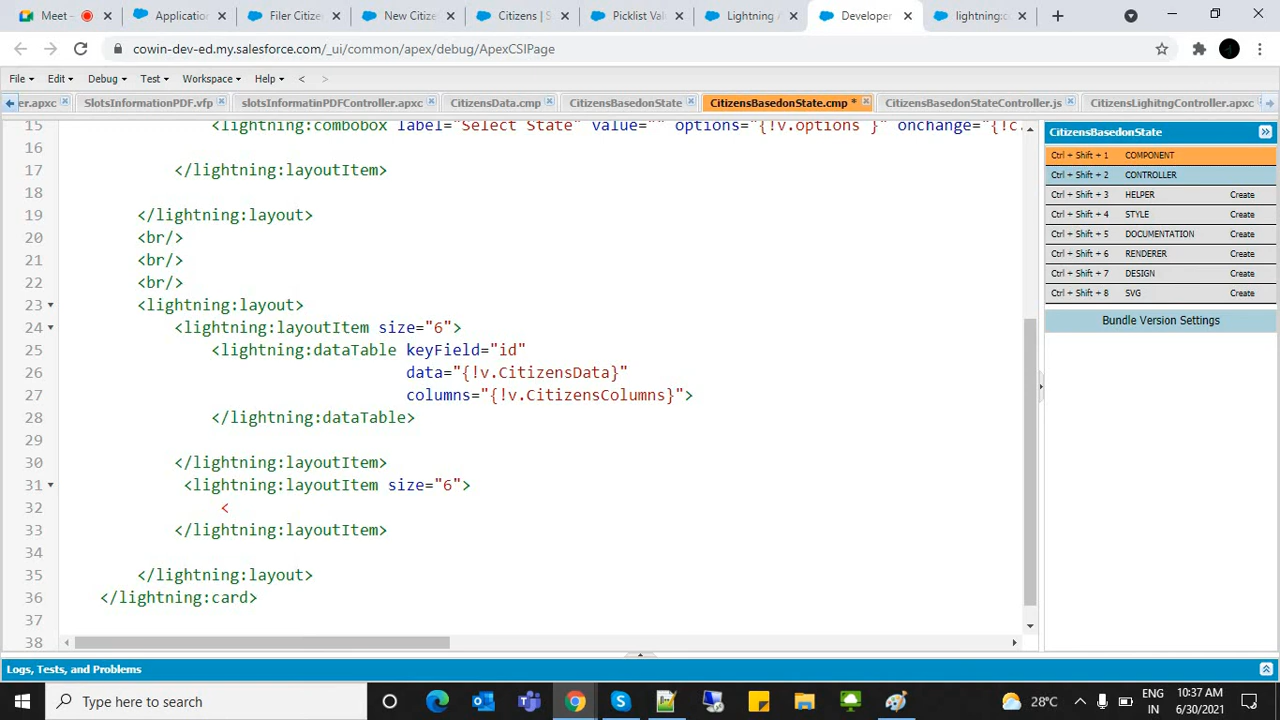 Meet –
Application
Filer Citize
New Citize
Citizens | S
Picklist Val
Lightning A
Developer
lightning:c
cowin-dev-ed.my.salesforce.com/_ui/common/apex/debug/ApexCSIPage
File Edit Debug Test Workspace Help < >
er.apxc SlotsInformationPDF.vfp slotsInformatinPDFController.apxc CitizensData.cmp CitizensBasedonState CitizensBasedonState.cmp * CitizensBasedonStateController.js CitizensLighitngController.apxc
15 <lightning:combobox label="Select State" value="" options="{!v.options }" onchange="{!c.
16
17 </lightning:layoutItem>
18
19 </lightning:layout>
20 <br/>
21 <br/>
22 <br/>
23 <lightning:layout>
24 <lightning:layoutItem size="6">
25 <lightning:dataTable keyField="id"
26 data="{!v.CitizensData}"
27 columns="{!v.CitizensColumns}">
28 </lightning:dataTable>
29
30 </lightning:layoutItem>
31 <lightning:layoutItem size="6">
32 <
33 </lightning:layoutItem>
34
35 </lightning:layout>
36 </lightning:card>
37
38
CitizensBasedonState
Ctrl + Shift + 1 COMPONENT
Ctrl + Shift + 2 CONTROLLER
Ctrl + Shift + 3 HELPER Create
Ctrl + Shift + 4 STYLE Create
Ctrl + Shift + 5 DOCUMENTATION Create
Ctrl + Shift + 6 RENDERER Create
Ctrl + Shift + 7 DESIGN Create
Ctrl + Shift + 8 SVG Create
Bundle Version Settings
Logs, Tests, and Problems
Type here to search
28°C
ENG
IN
10:37 AM
6/30/2021